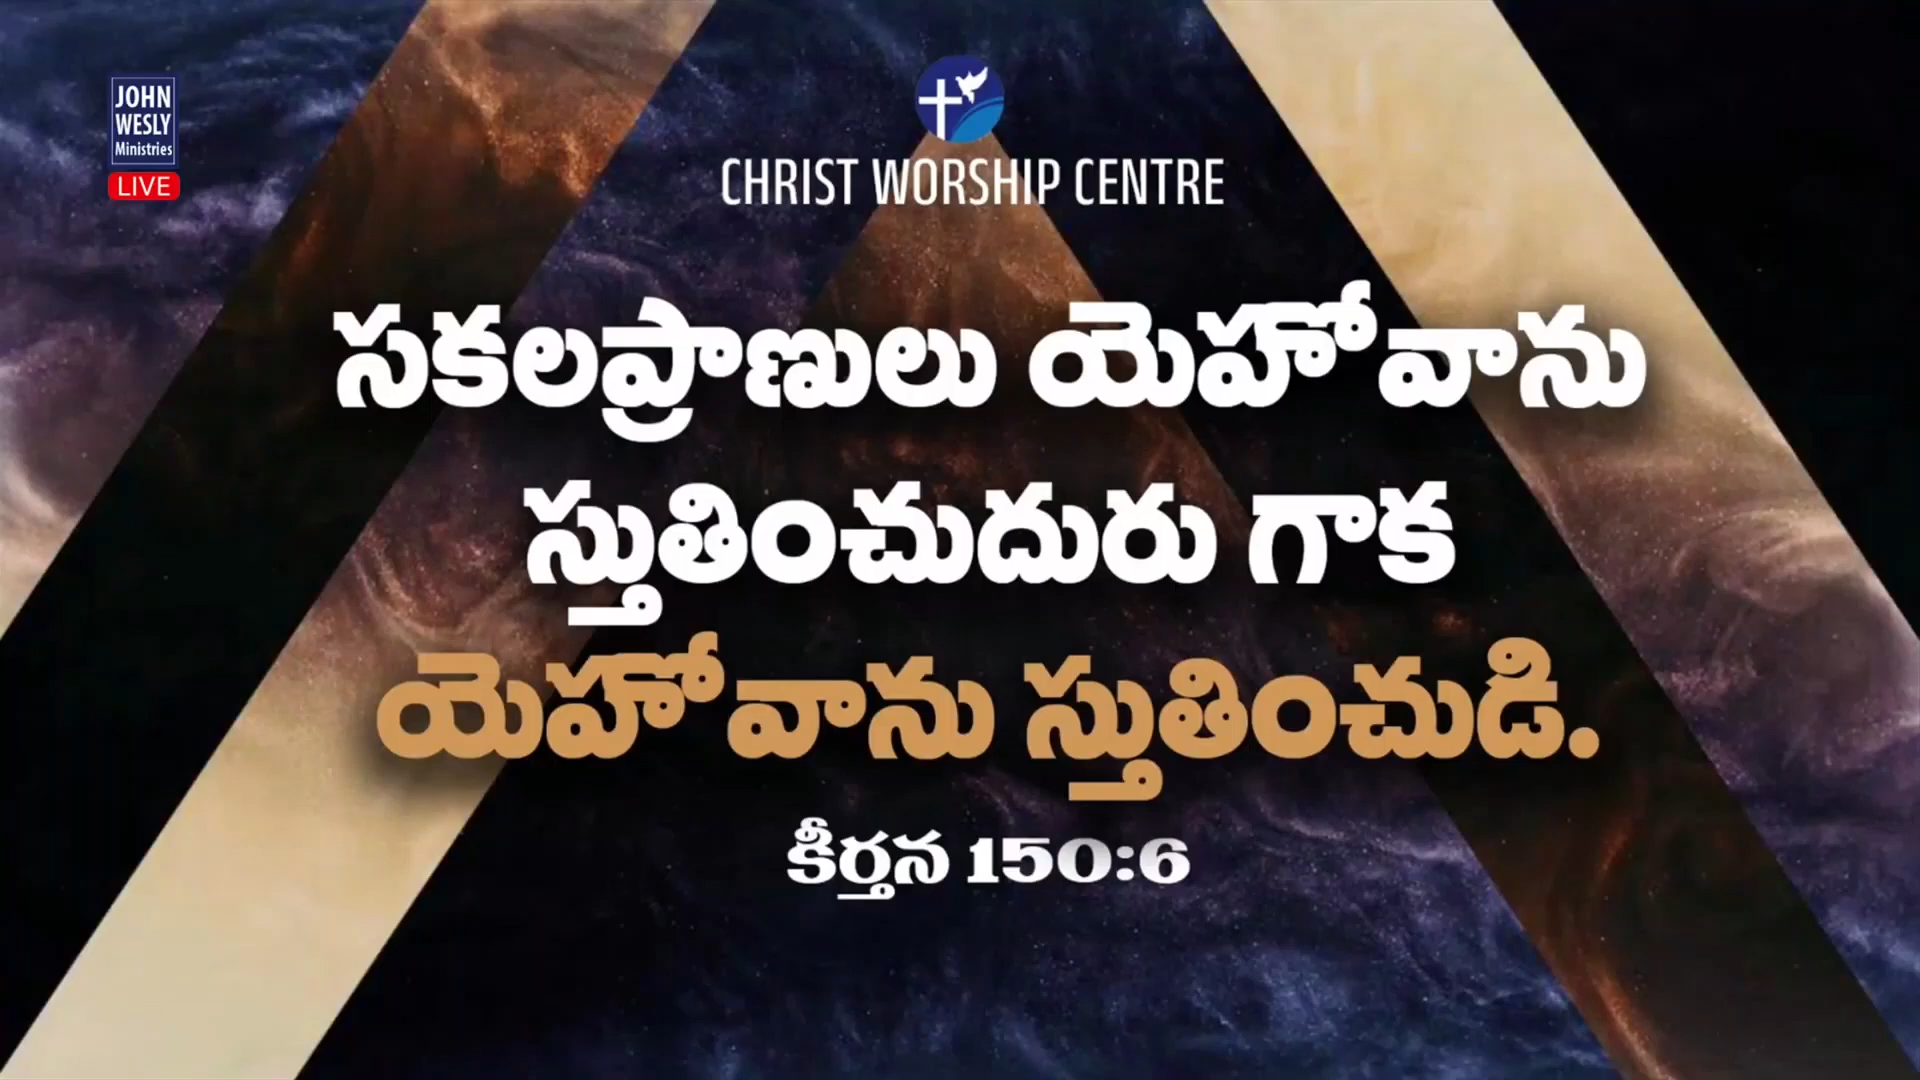 JOHN
WESLY
Ministries
LIVE
CHRIST WORSHIP CENTRE
సకలప్రాణులు యెహోవాను
స్తుతించుదురు గాక
యెహోవాను స్తుతించుడి.
కీర్తన 150:6